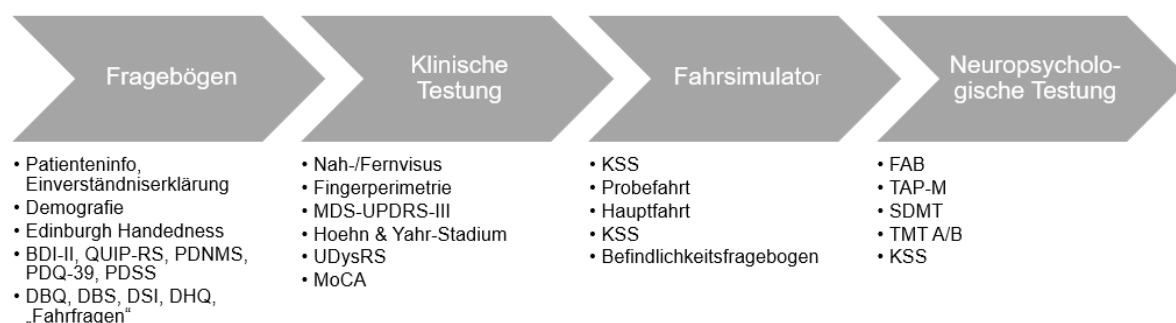 Fragebögen
• Patienteninfo,
Einverständniserklärung
• Demografie
• Edinburgh Handedness
• BDI-II, QUIP-RS, PDNMS,
PDQ-39, PDSS
• DBQ, DBS, DSI, DHQ,
„Fahrfragen“
Klinische
Testung
• Nah-/Fernvisus
• Fingerperimetrie
• MDS-UPDRS-III
• Hoehn & Yahr-Stadium
• UDysRS
• MoCA
Fahrsimulator
• KSS
• Probefahrt
• Hauptfahrt
• KSS
• Befindlichkeitsfragebogen
Neuropsycholo-
gische Testung
• FAB
• TAP-M
• SDMT
• TMT A/B
• KSS